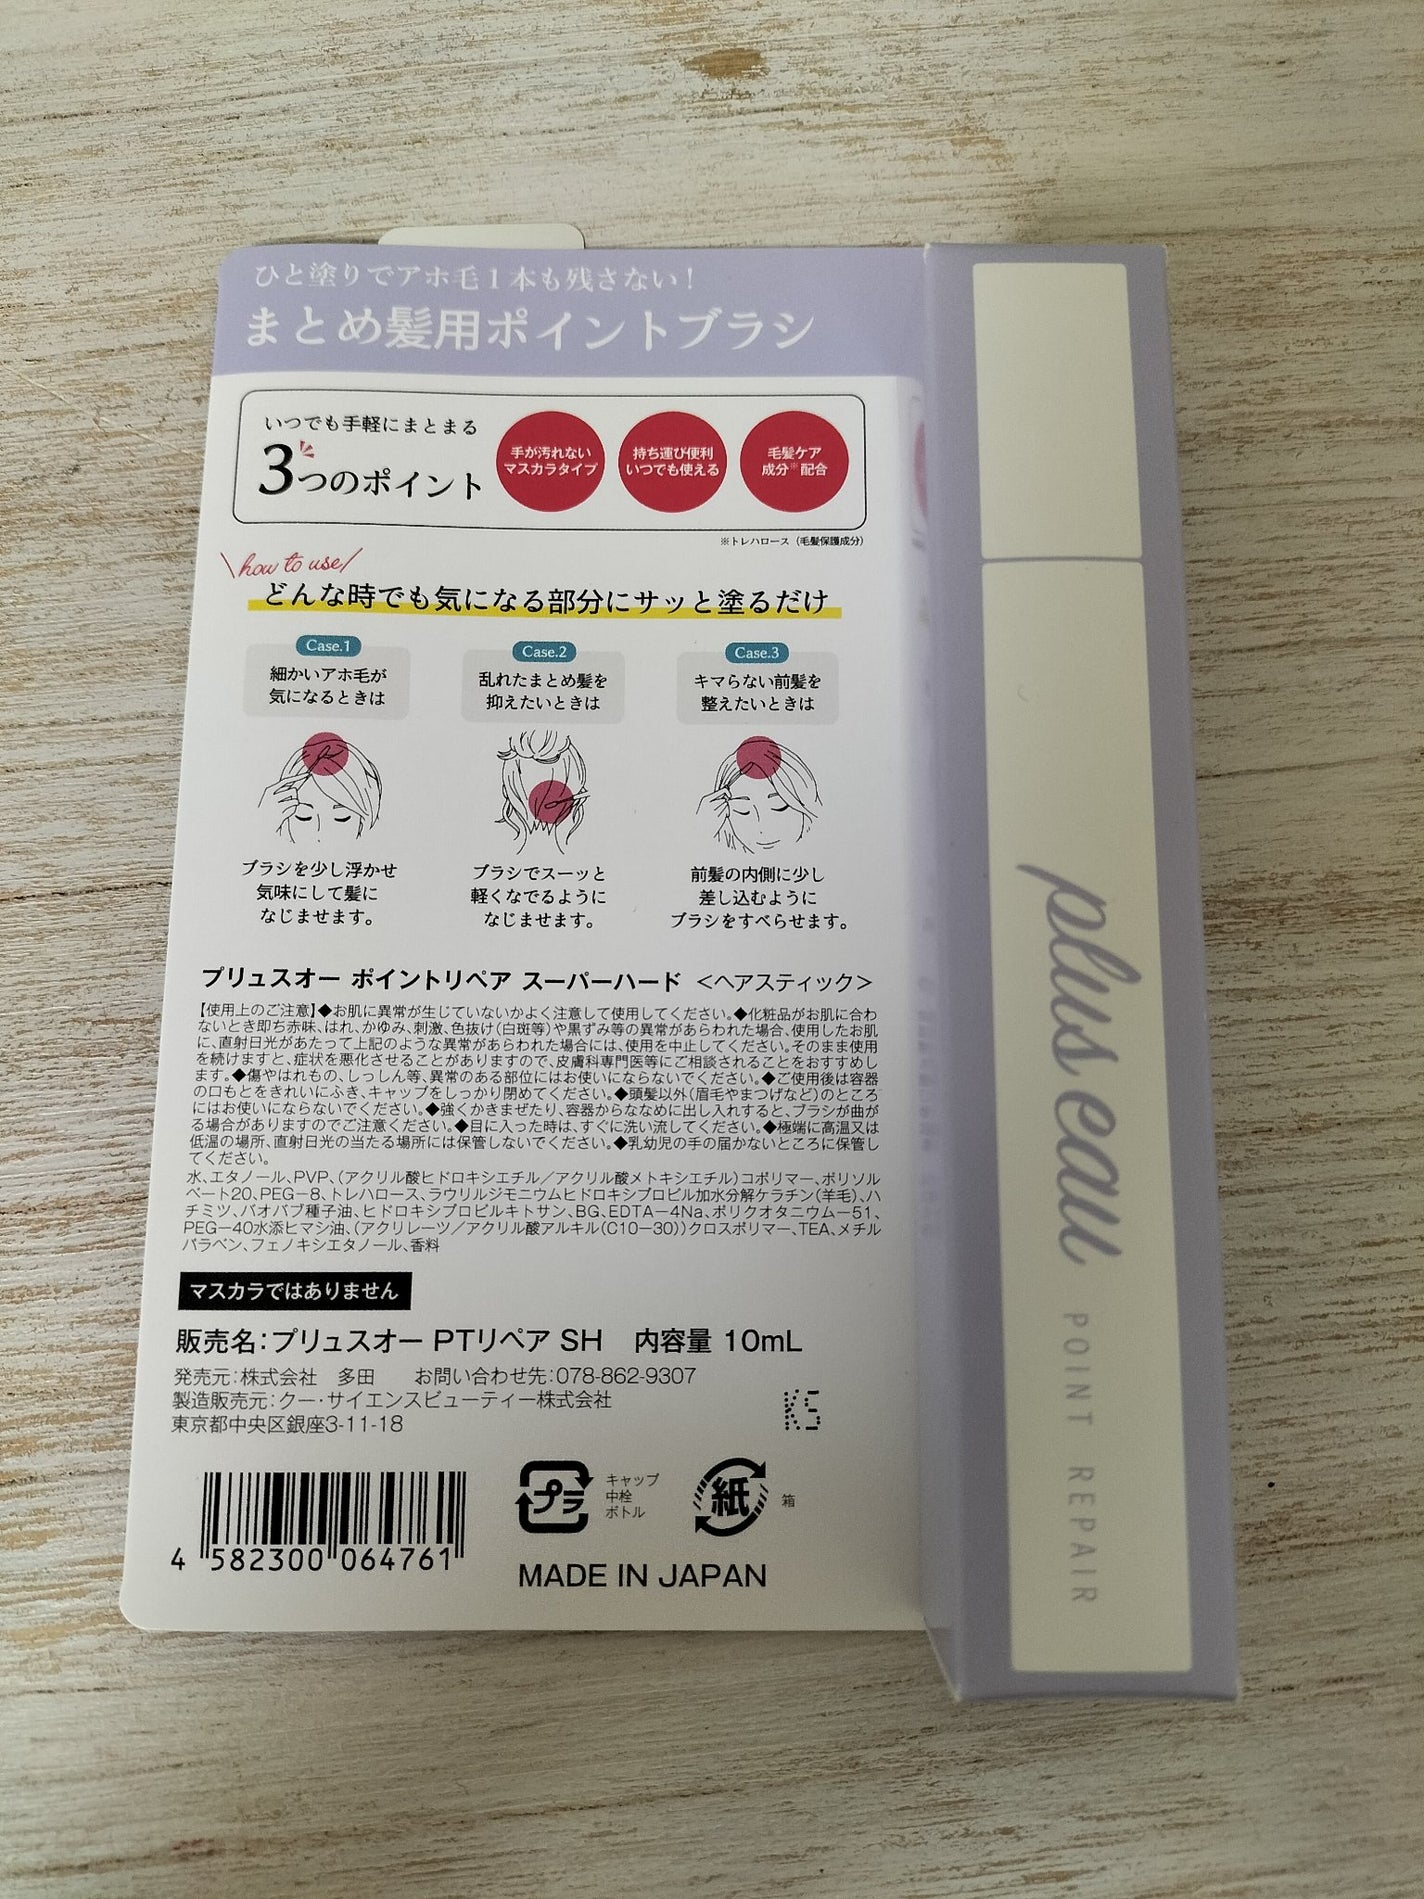 ひと塗りでアホ毛1本も残さない!
まとめ髪用ポイントブラシ
いつでも手軽にまとまる
3つのポイント
手が汚れない
マスカラタイプ
持ち運び便利
いつでも使える
毛髪ケア
成分※配合
※トレハロース（毛髪保護成分）
how to use
どんな時でも気になる部分にサッと塗るだけ
Case.1
細かいアホ毛が
気になるときは
ブラシを少し浮かせ
気味にして髪に
なじませます。
Case.2
乱れたまとめ髪を
抑えたいときは
ブラシでスーッと
軽くなでるように
なじませます。
Case.3
キマらない前髪を
整えたいときは
前髪の内側に少し
差し込むように
ブラシをすべらせます。
プリュスオー ポイントリペア スーパーハード ＜ヘアスティック＞
【使用上のご注意】◆お肌に異常が生じていないかよく注意して使用してください。◆化粧品がお肌に合わ
ないとき即ち赤味、はれ、かゆみ、刺激、色抜け（白斑等）や黒ずみ等の異常があらわれた場合、使用したお肌
に、直射日光があたって上記のような異常があらわれた場合には、使用を中止してください。そのまま使用
を続けますと、症状を悪化させることがありますので、皮膚科専門医等にご相談されることをおすすめし
ます。◆傷やはれもの、しっしん等、異常のある部位にはお使いにならないでください。◆ご使用後は容器
の口もとをきれいにふき、キャップをしっかり閉めてください。◆頭髪以外（眉毛やまつげなど）のところ
にはお使いにならないでください。◆強くかきまぜたり、容器からななめに出し入れすると、ブラシが曲が
る場合がありますのでご注意ください。◆目に入った時は、すぐに洗い流してください。◆極端に高温又は
低温の場所、直射日光の当たる場所には保管しないでください。◆乳幼児の手の届かないところに保管し
てください。
水、エタノール、PVP、（アクリル酸ヒドロキシエチル／アクリル酸メトキシエチル）コポリマー、ポリソル
ベート20、PEG－8、トレハロース、ラウリルジモニウムヒドロキシプロピル加水分解ケラチン（羊毛）、ハ
チミツ、バオバブ種子油、ヒドロキシプロピルキトサン、BG、EDTA－4Na、ポリクオタニウム－51、
PEG－40水添ヒマシ油、（アクリレーツ／アクリル酸アルキル（C10－30））クロスポリマー、TEA、メチル
パラベン、フェノキシエタノール、香料
マスカラではありません
販売名：プリュスオー PTリペア SH 内容量 10mL
発売元：株式会社 多田 お問い合わせ先：078-862-9307
製造販売元：クー・サイエンスビューティー株式会社
東京都中央区銀座3-11-18
K5
4 582300 064761
プラ
キャップ
中栓
ボトル
紙
箱
MADE IN JAPAN
plus eau
POINT REPAIR